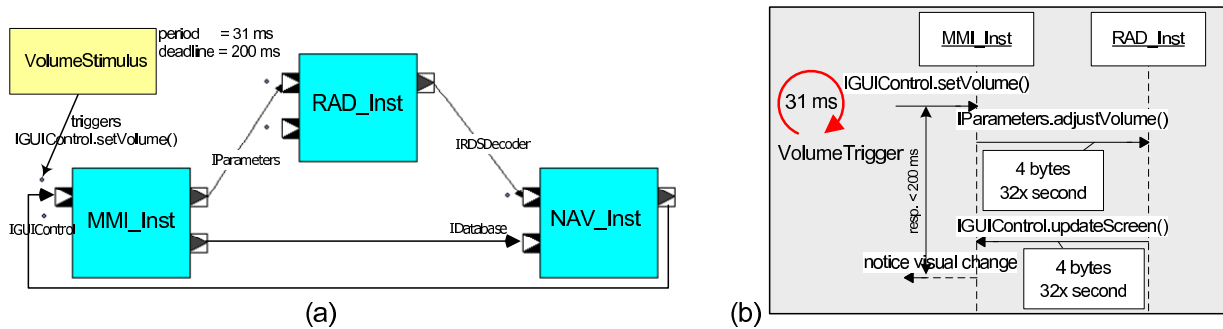 period = 31 ms
deadline = 200 ms
VolumeStimulus
triggers
IGUIControl.setVolume()
RAD_Inst
IParameters
IRDSDecoder
IGUIControl
MMI_Inst
IDatabase
NAV_Inst
(a)
MMI_Inst
RAD_Inst
IGUIControl.setVolume()
31 ms
VolumeTrigger
IParameters.adjustVolume()
4 bytes
32x second
resp. < 200 ms
IGUIControl.updateScreen()
notice visual change
4 bytes
32x second
(b)